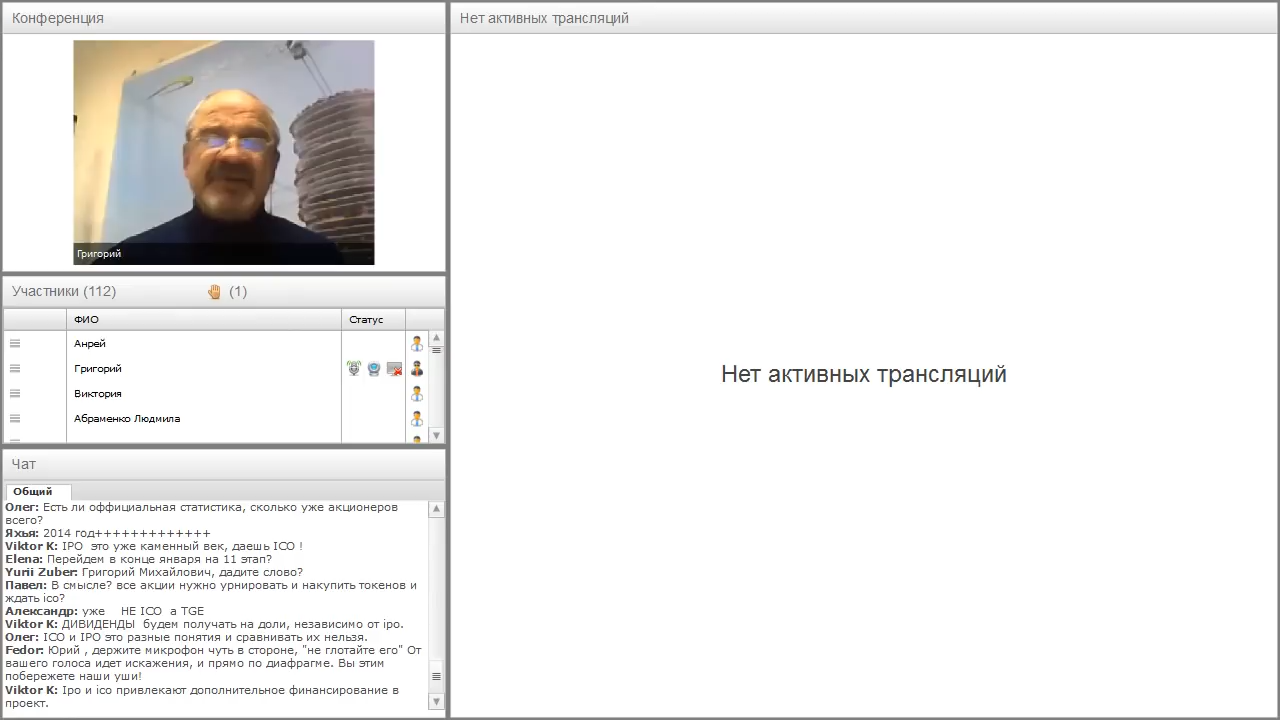 Конференция
Нет активных трансляций
Григорий
Участники (112)
(1)
ФИО
Статус
Анрей
Григорий
Виктория
Абраменко Людмила
Чат
Общий
Олег: Есть ли оффициальная статистика, сколько уже акционеров
всего?
Яхья: 2014 год+++++++++++++
Viktor K: IPO это уже каменный век, даешь ICO !
Elena: Перейдем в конце января на 11 этап?
Yurii Zuber: Григорий Михайлович, дадите слово?
Павел: В смысле? все акции нужно урнировать и накупить токенов и
ждать ico?
Александр: уже НЕ ICO а TGE
Viktor K: ДИВИДЕНДЫ будем получать на доли, независимо от ipo.
Олег: ICO и IPO это разные понятия и сравнивать их нельзя.
Fedor: Юрий , держите микрофон чуть в стороне, "не глотайте его" От
вашего голоса идет искажения, и прямо по диафрагме. Вы этим
побережете наши уши!
Viktor K: Ipo и ico привлекают дополнительное финансирование в
проект.
Нет активных трансляций